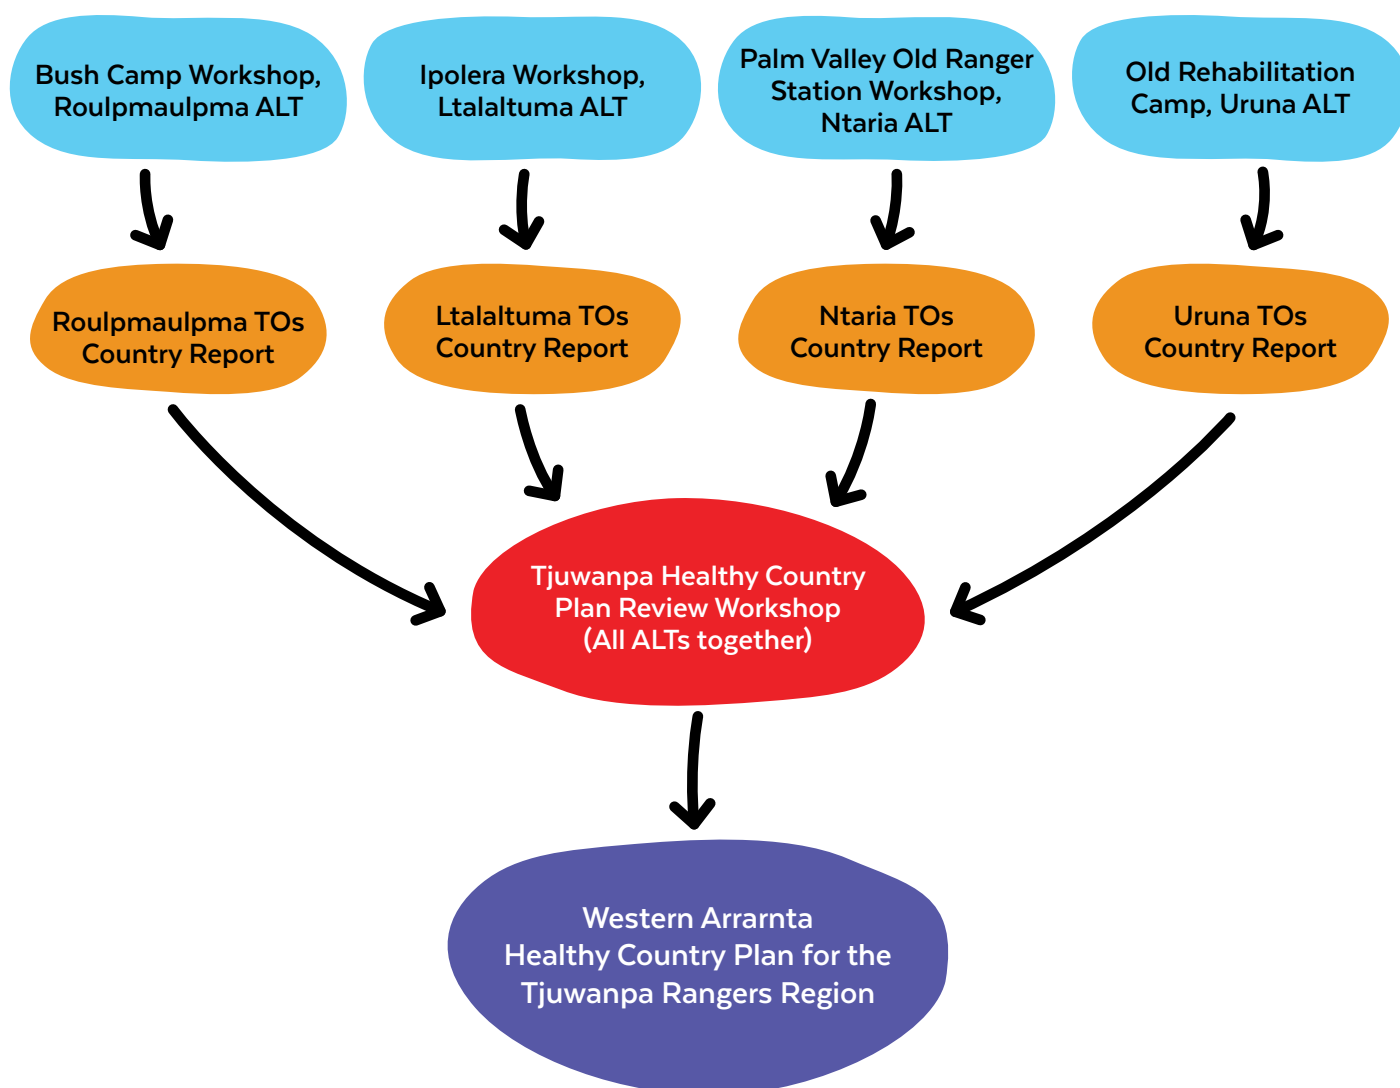 Bush Camp Workshop,
Roulpmaulpma ALT
Ipolera Workshop,
Ltalaltuma ALT
Palm Valley Old Ranger
Station Workshop,
Ntaria ALT
Old Rehabilitation
Camp, Uruna ALT
Roulpmaulpma TOs
Country Report
Ltalaltuma TOs
Country Report
Ntaria TOs
Country Report
Uruna TOs
Country Report
Tjuwanpa Healthy Country
Plan Review Workshop
(All ALTs together)
Western Ararnta
Healthy Country Plan for the
Tjuwanpa Rangers Region